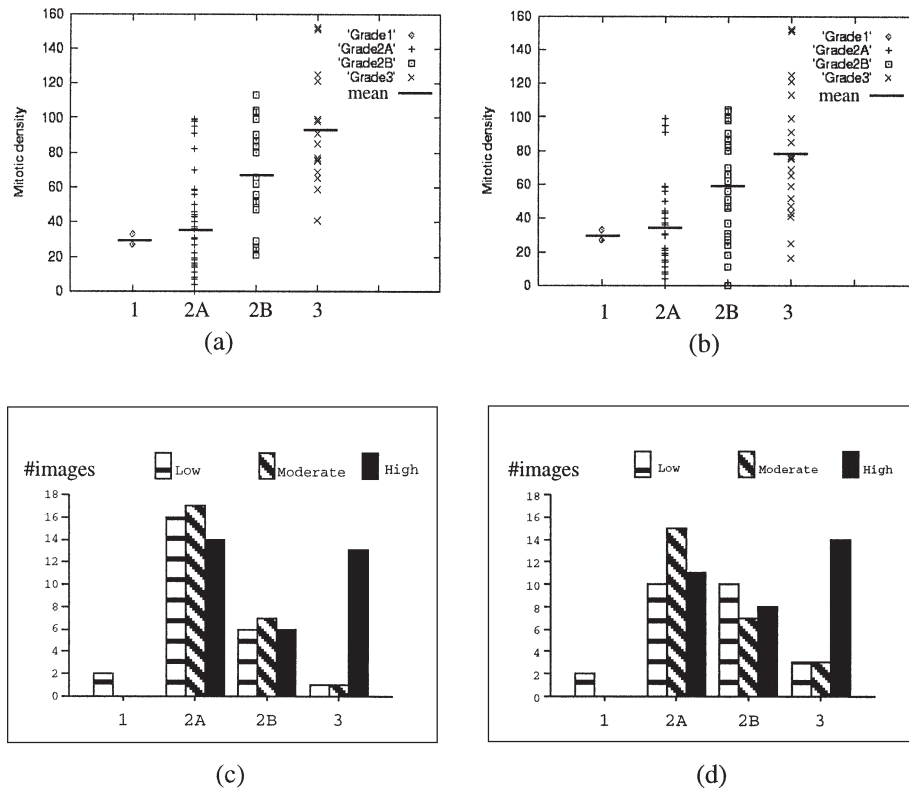 160
140
120
100
80
60
40
20
0
Mitotic density
'Grade1'
'Grade2A'
'Grade2B'
'Grade3'
mean
1 2A 2B 3
(a)
160
140
120
100
80
60
40
20
0
Mitotic density
'Grade1'
'Grade2A'
'Grade2B'
'Grade3'
mean
1 2A 2B 3
(b)
#images
Low Moderate High
18
16
14
12
10
8
6
4
2
0
1 2A 2B 3
(c)
#images
Low Moderate High
18
16
14
12
10
8
6
4
2
0
1 2A 2B 3
(d)